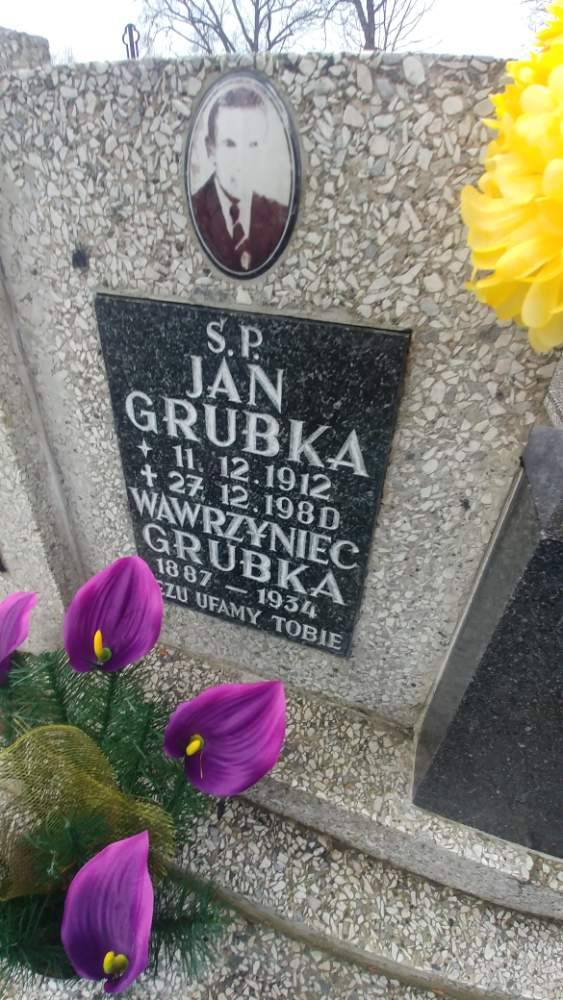 Ś.P.
JAN
GRUBKA
11.12.1912
27.12.1980
WAWRZYNIEC
GRUBKA
1887 – 1934
UFAMY TOBIE